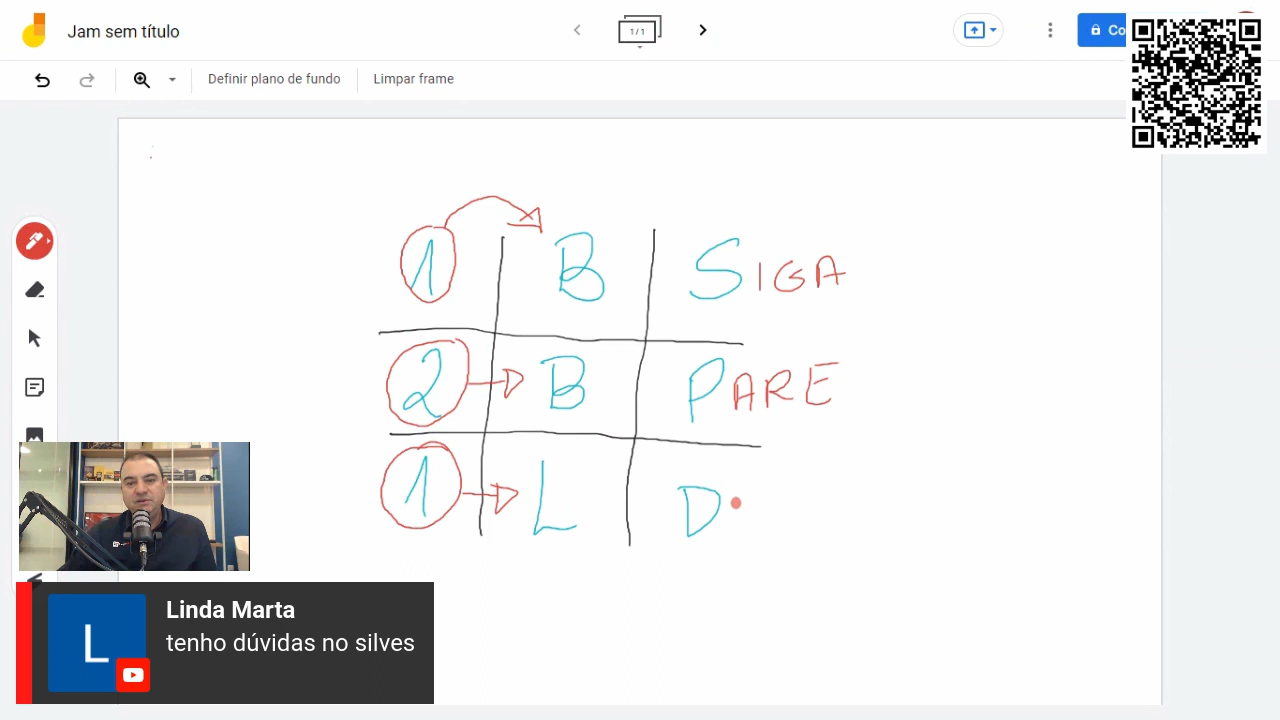 Jam sem título
1/1
Co
Definir plano de fundo
Limpar frame
1 B SIGA
2 B PARE
1 L D
L
Linda Marta
tenho dúvidas no silves